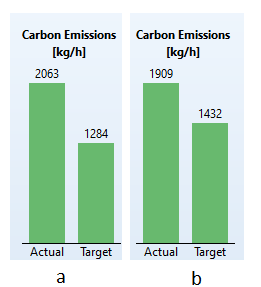 Carbon Emissions
[kg/h]
2063
1284
Actual Target
a
Carbon Emissions
[kg/h]
1909
1432
Actual Target
b